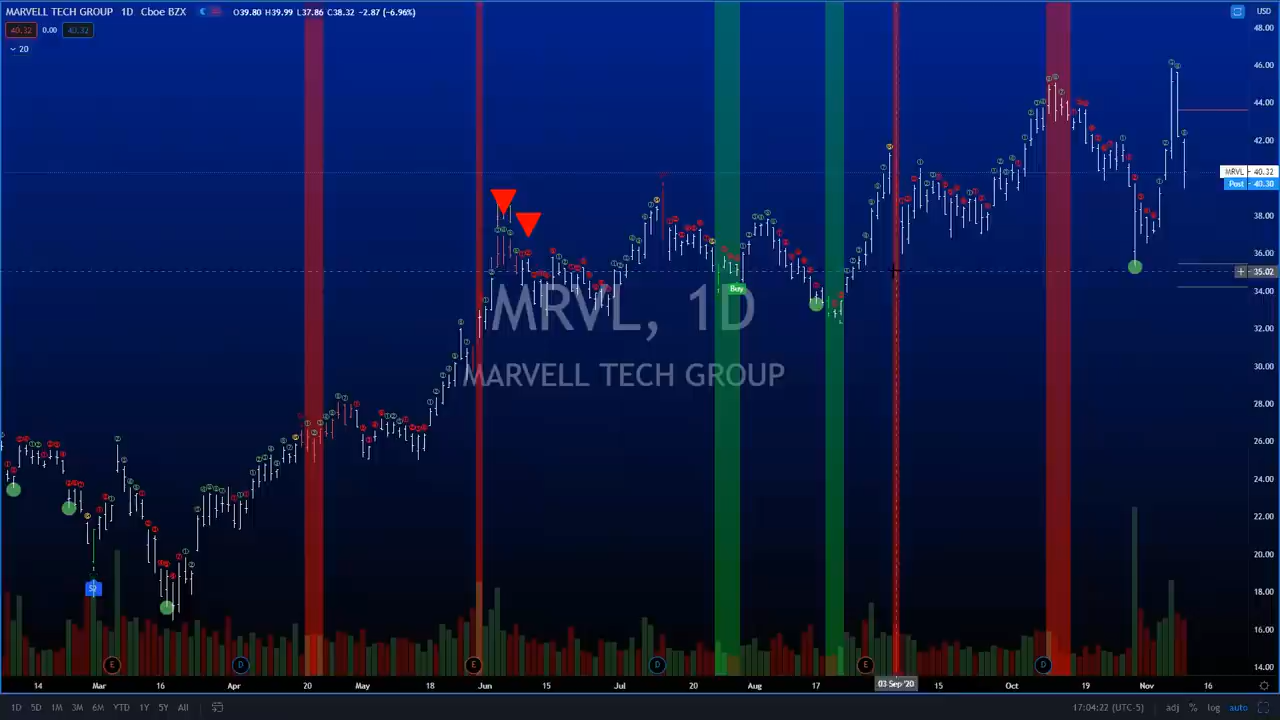 MARVELL TECH GROUP 1D Cboe BZX O39.80 H39.99 L37.86 C38.32 −2.87 (−6.96%)
USD
40.32 0.00 40.32
20
48.00
46.00
44.00
42.00
MRVL 40.32
Post 40.30
38.00
36.00
35.02
34.00
32.00
30.00
28.00
26.00
24.00
22.00
20.00
18.00
16.00
14.00
Buy
MRVL, 1D
MARVELL TECH GROUP
E D E D E D
14 Mar 16 Apr 20 May 18 Jun 15 Jul 20 Aug 17 03 Sep '20 15 Oct 19 Nov 16
1D 5D 1M 3M 6M YTD 1Y 5Y All 17:04:22 (UTC-5) adj % log auto